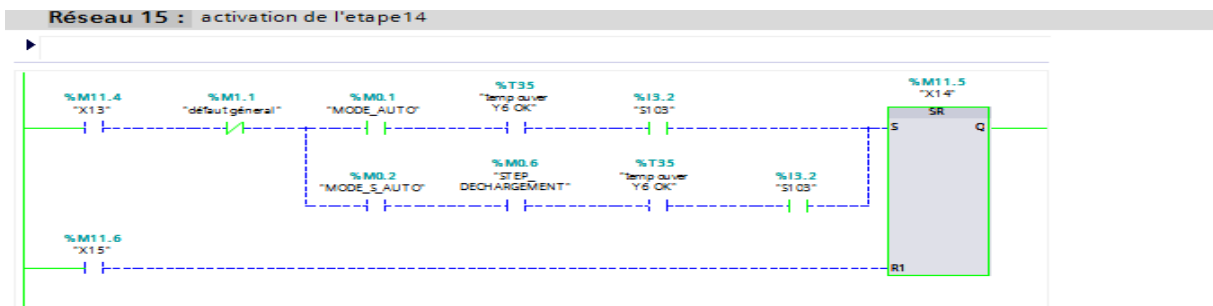 Réseau 15 : activation de l'etape14
%M11.4
"X13"
%M1.1
"défaut géneral"
%M0.1
"MODE_AUTO"
%T35
"temp ouver
Y6 OK"
%I3.2
"S103"
%M11.5
"X14"
SR
S
Q
%M0.2
"MODE_S_AUTO"
%M0.6
"STEP_
DECHARGEMENT"
%T35
"temp ouver
Y6 OK"
%I3.2
"S103"
%M11.6
"X15"
R1